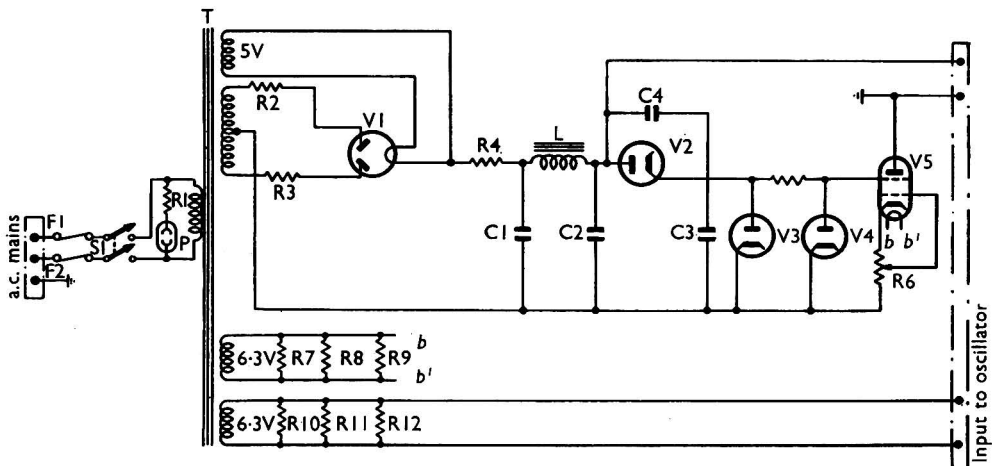 T
5V
R2
V1
R3
R4
L
C4
V2
V5
C1
C2
C3
V3
V4
b b'
R6
a.c. mains
F1
S1
F2
R1
P
6·3V R7 R8 R9 b
b'
6·3V R10 R11 R12
Input to oscillator